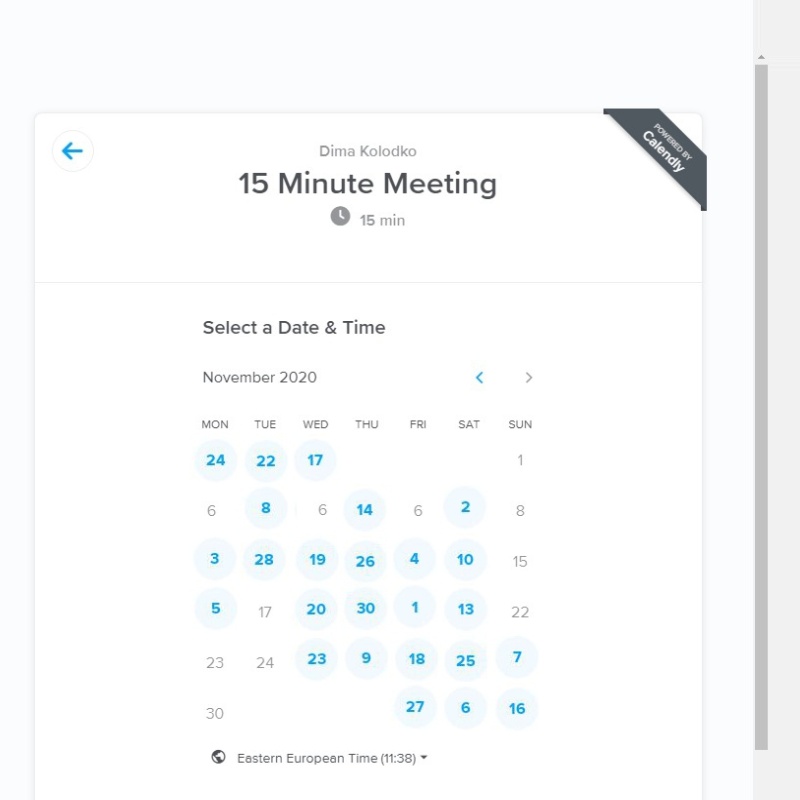 POWERED BY
Calendly
Dima Kolodko
15 Minute Meeting
15 min
Select a Date & Time
November 2020
MON TUE WED THU FRI SAT SUN
24 22 17 1
6 8 6 14 6 2 8
3 28 19 26 4 10 15
5 17 20 30 1 13 22
23 24 23 9 18 25 7
30 27 6 16
Eastern European Time (11:38)